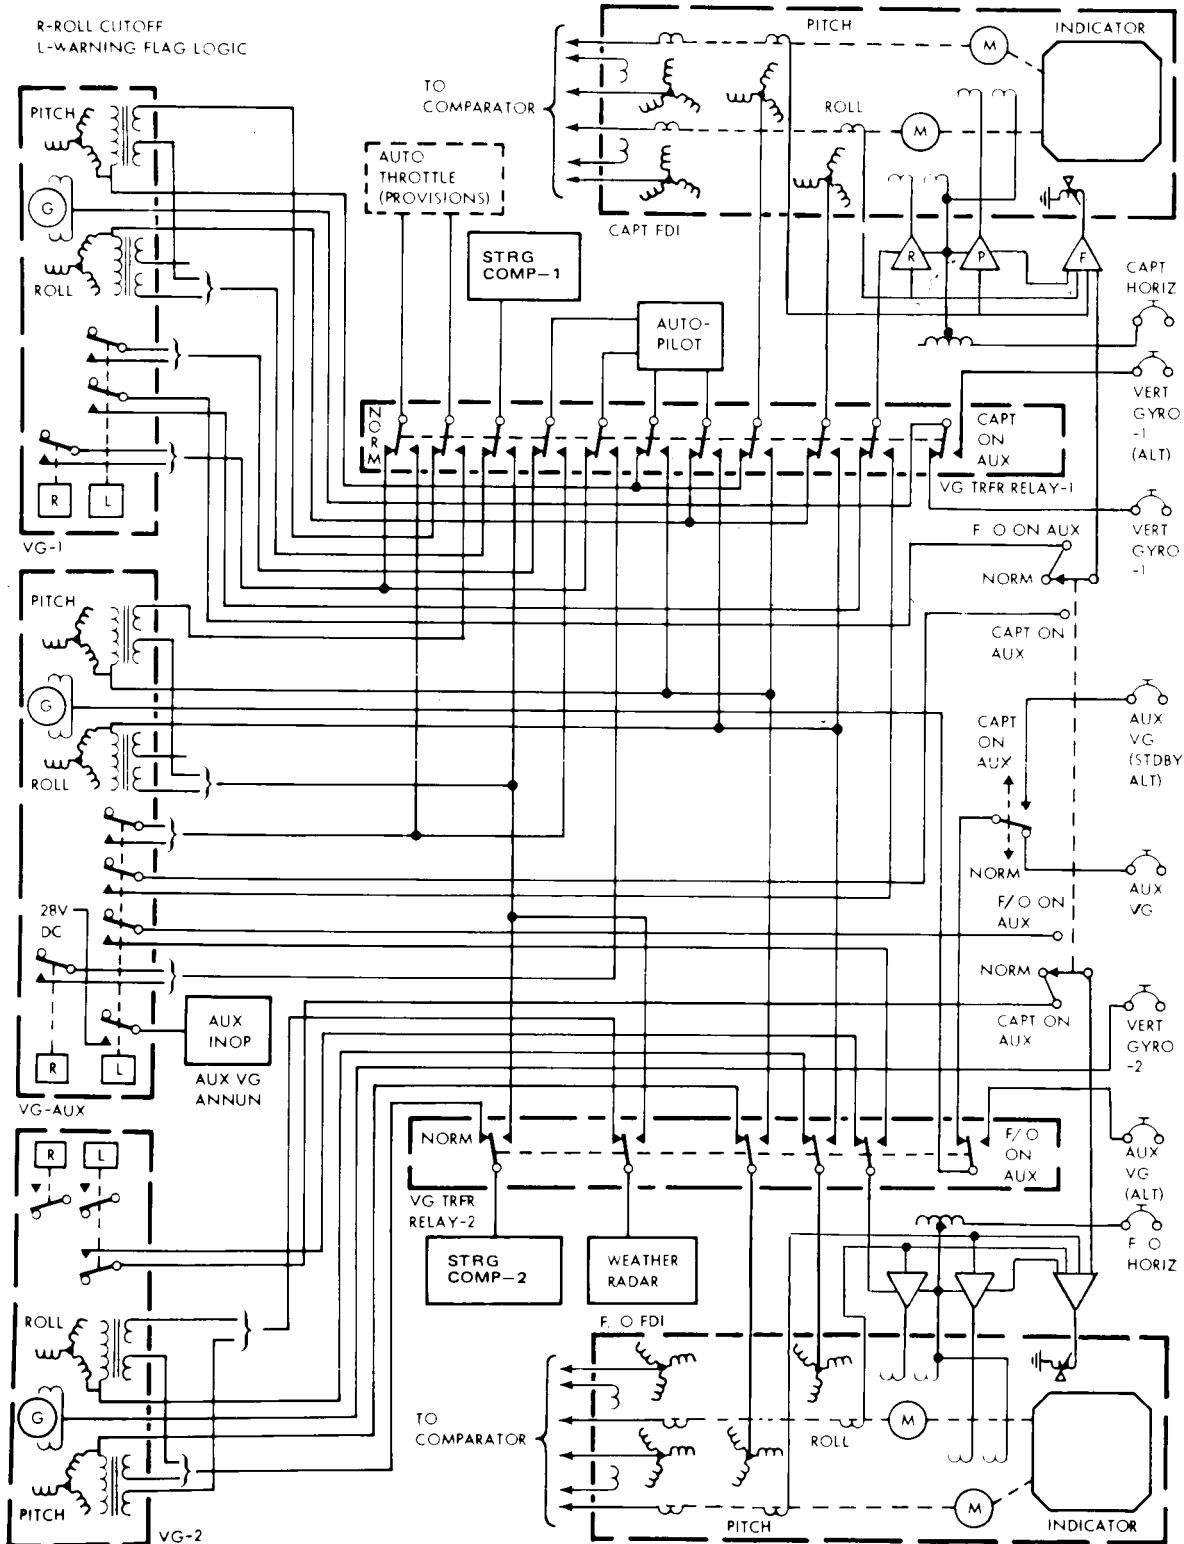 R-ROLL CUTOFF
L-WARNING FLAG LOGIC
PITCH
G
ROLL
R
L
VG-1
TO
COMPARATOR
AUTO
THROTTLE
(PROVISIONS)
STRG
COMP-1
AUTO-
PILOT
PITCH
INDICATOR
M
ROLL
M
CAPT FDI
R
P
F
CAPT
HORIZ
VERT
GYRO
-1
(ALT)
NORM
CAPT
ON
AUX
VG TRFR RELAY-1
VERT
GYRO
-1
F O ON AUX
NORM
CAPT ON
AUX
PITCH
G
ROLL
28V
DC
R
L
VG-AUX
AUX
INOP
AUX VG
ANNUN
CAPT
ON
AUX
NORM
AUX
VG
(STDBY
ALT)
AUX
VG
F/O ON
AUX
NORM
CAPT ON
AUX
VERT
GYRO
-2
NORM
F/O
ON
AUX
VG TRFR
RELAY-2
AUX
VG
(ALT)
F O
HORIZ
STRG
COMP-2
WEATHER
RADAR
R
L
ROLL
G
PITCH
VG-2
F. O FDI
TO
COMPARATOR
ROLL
M
M
PITCH
INDICATOR